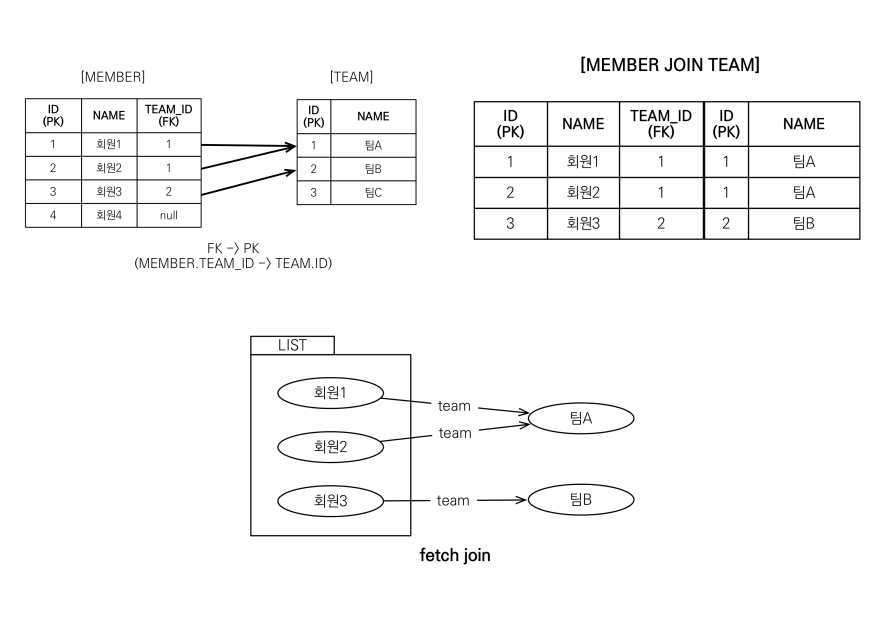 [MEMBER]
ID (PK) NAME TEAM_ID (FK)
1 회원1 1
2 회원2 1
3 회원3 2
4 회원4 null
[TEAM]
ID (PK) NAME
1 팀A
2 팀B
3 팀C
FK -> PK
(MEMBER.TEAM_ID -> TEAM.ID)
[MEMBER JOIN TEAM]
ID (PK) NAME TEAM_ID (FK) ID (PK) NAME
1 회원1 1 1 팀A
2 회원2 1 1 팀A
3 회원3 2 2 팀B
LIST
회원1 team 팀A
회원2 team
회원3 team 팀B
fetch join